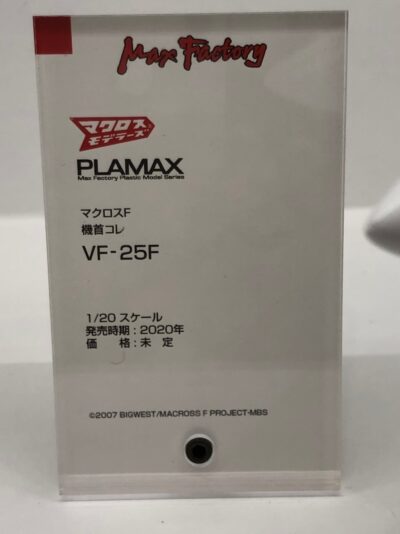 Max Factory
マクロス
モデラーズ
PLAMAX
Max Factory Plastic Model Series
マクロスF
機首コレ
VF-25F
1/20 スケール
発売時期：2020年
価　　格：未 定
©2007 BIGWEST/MACROSS F PROJECT・MBS